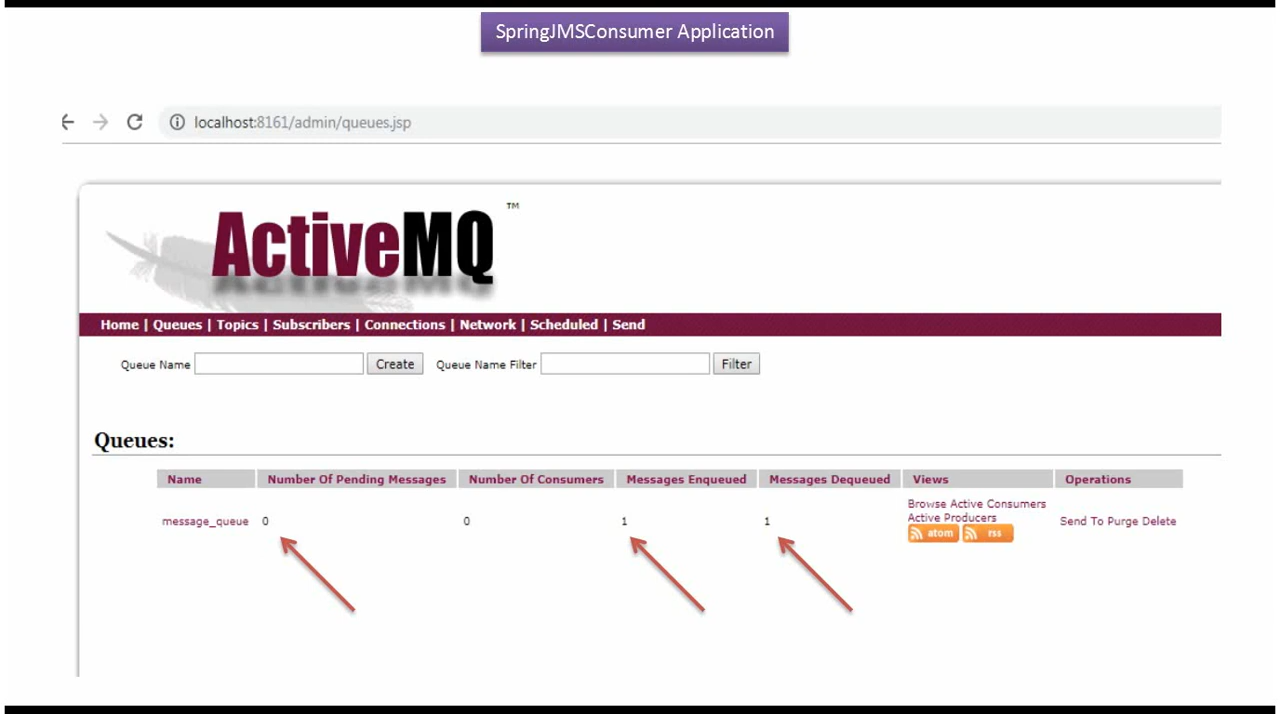 SpringJMSConsumer Application
localhost:8161/admin/queues.jsp
ActiveMQ ™
Home | Queues | Topics | Subscribers | Connections | Network | Scheduled | Send
Queue Name Create Queue Name Filter Filter
Queues:
Name Number Of Pending Messages Number Of Consumers Messages Enqueued Messages Dequeued Views Operations
message_queue 0 0 1 1 Browse Active Consumers
Active Producers
atom rss
Send To Purge Delete